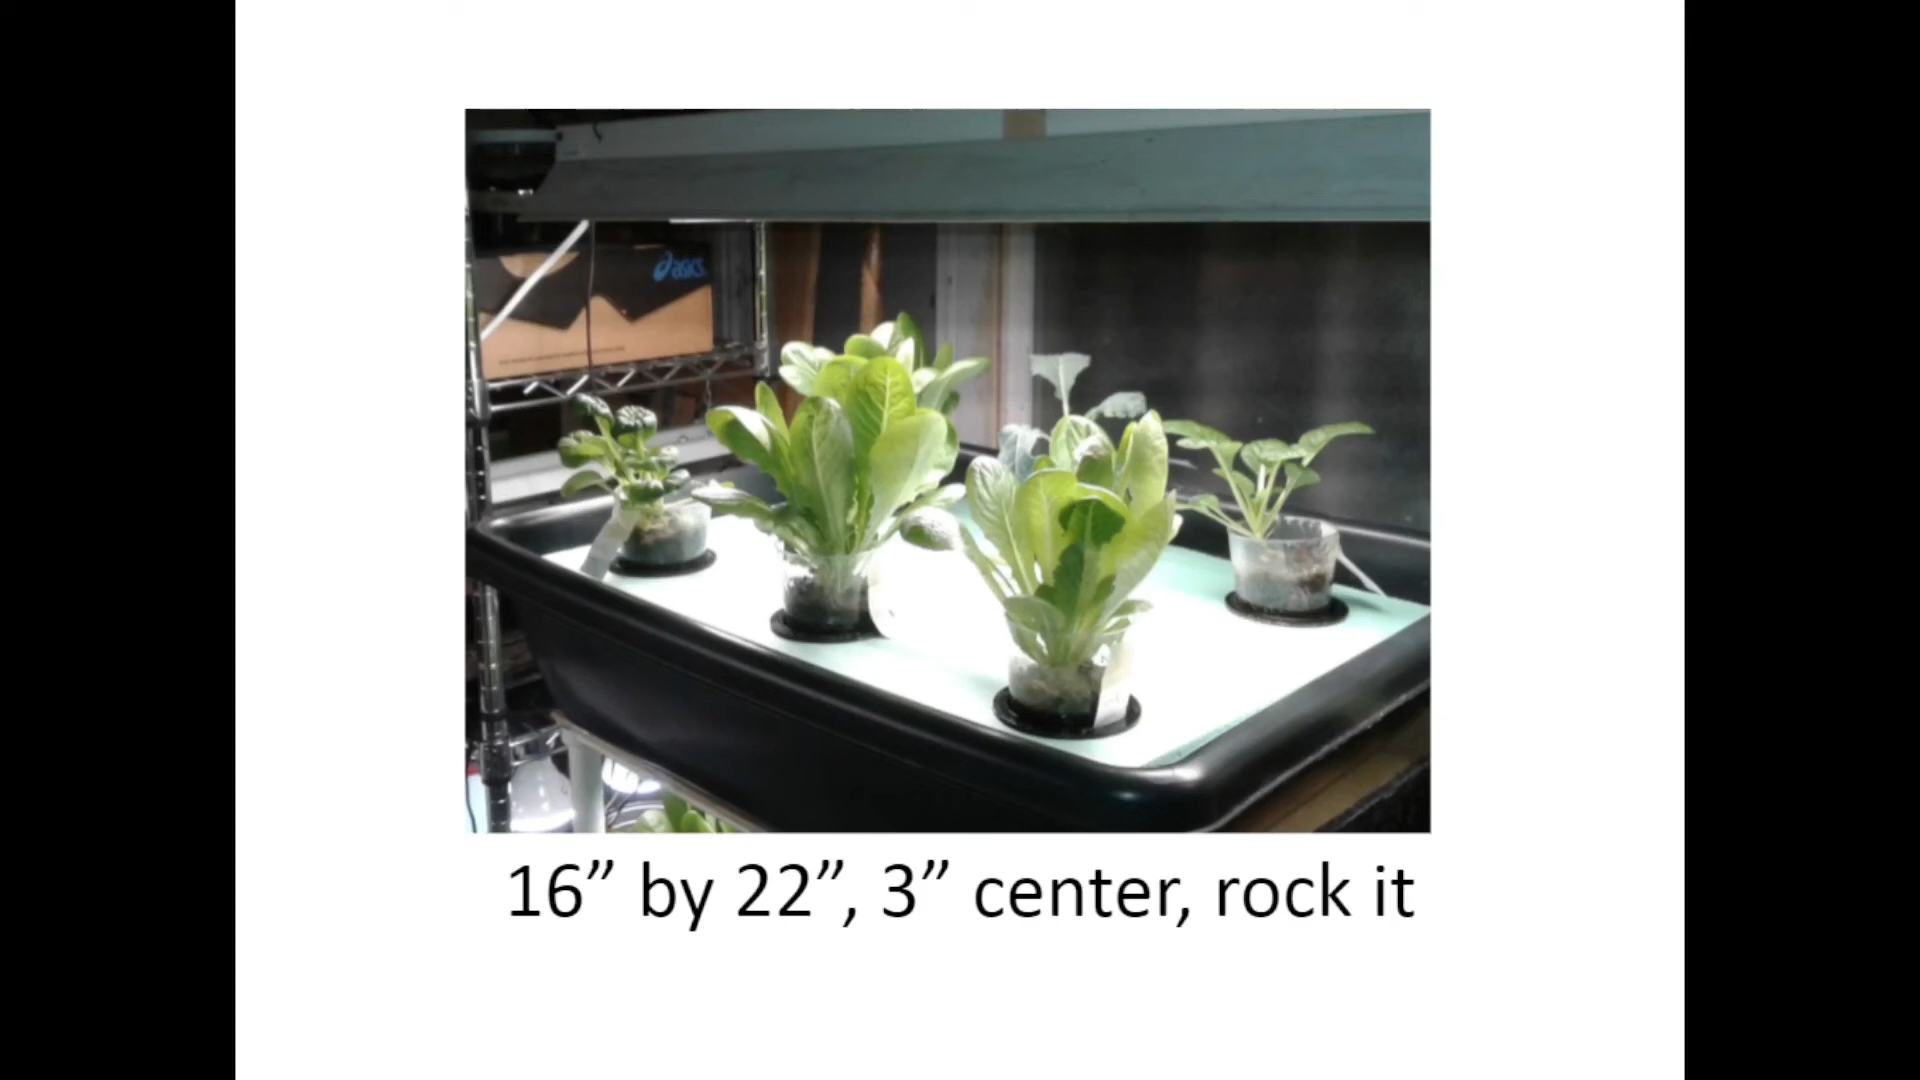 asics
16” by 22”, 3” center, rock it